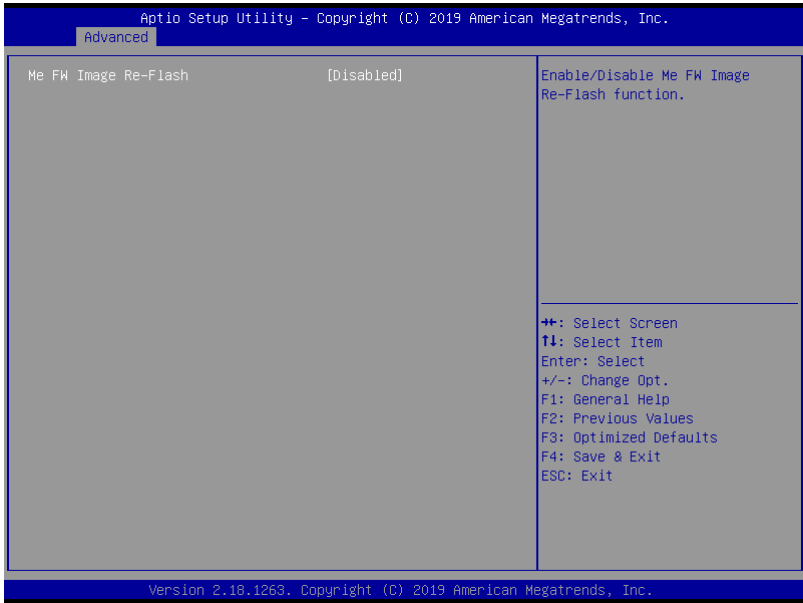 Aptio Setup Utility – Copyright (C) 2019 American Megatrends, Inc.
Advanced
Me FW Image Re-Flash [Disabled]
Enable/Disable Me FW Image
Re-Flash function.
→←: Select Screen
↑↓: Select Item
Enter: Select
+/-: Change Opt.
F1: General Help
F2: Previous Values
F3: Optimized Defaults
F4: Save & Exit
ESC: Exit
Version 2.18.1263. Copyright (C) 2019 American Megatrends, Inc.